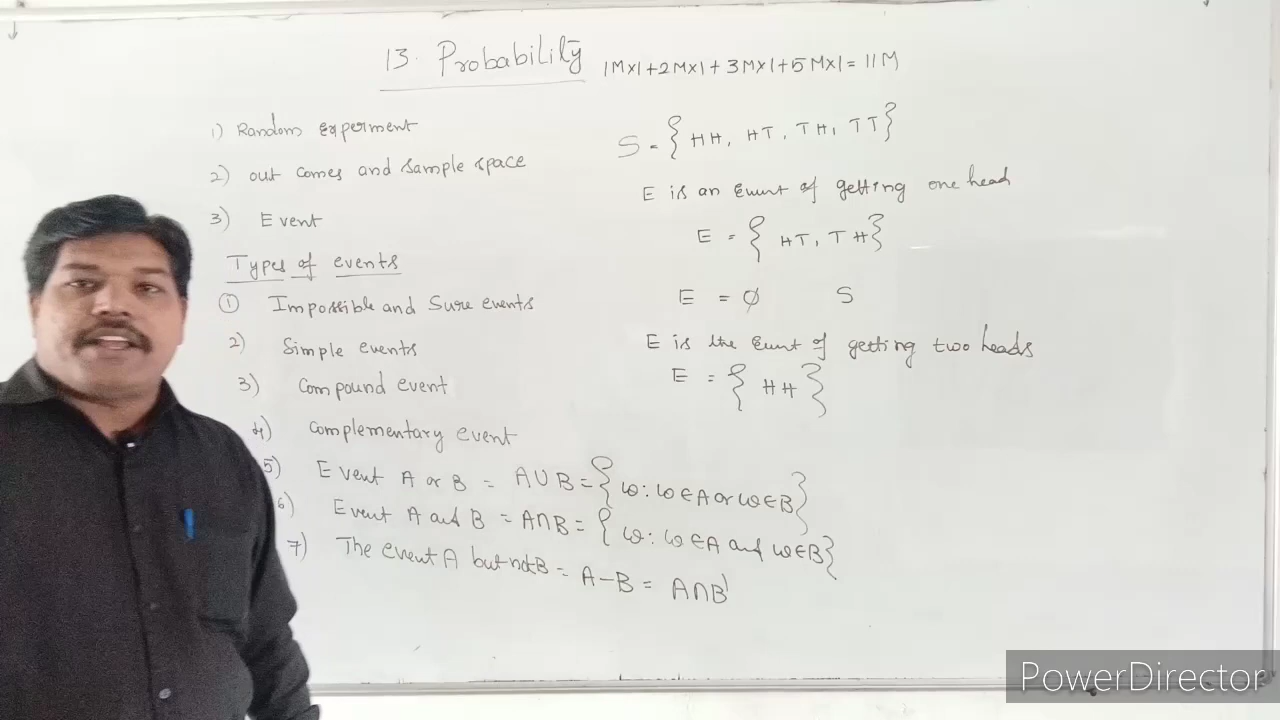 13. Probability 1M×1+2M×1+3M×1+5M×1=11M
1) Random experment
2) out comes and sample space
3) Event
Types of events
① Impossible and Sure events
2) Simple events
3) Compound event
4) Complementary event
5) Event A or B = A∪B = {ω: ω∈A or ω∈B}
6) Event A and B = A∩B = {ω: ω∈A and ω∈B}
7) The event A but not B = A-B = A∩B'
S = {HH, HT, TH, TT}
E is an Event of getting one head
E = {HT, TH}
E = ∅ S
E is the Event of getting two heads
E = {HH}
PowerDirector